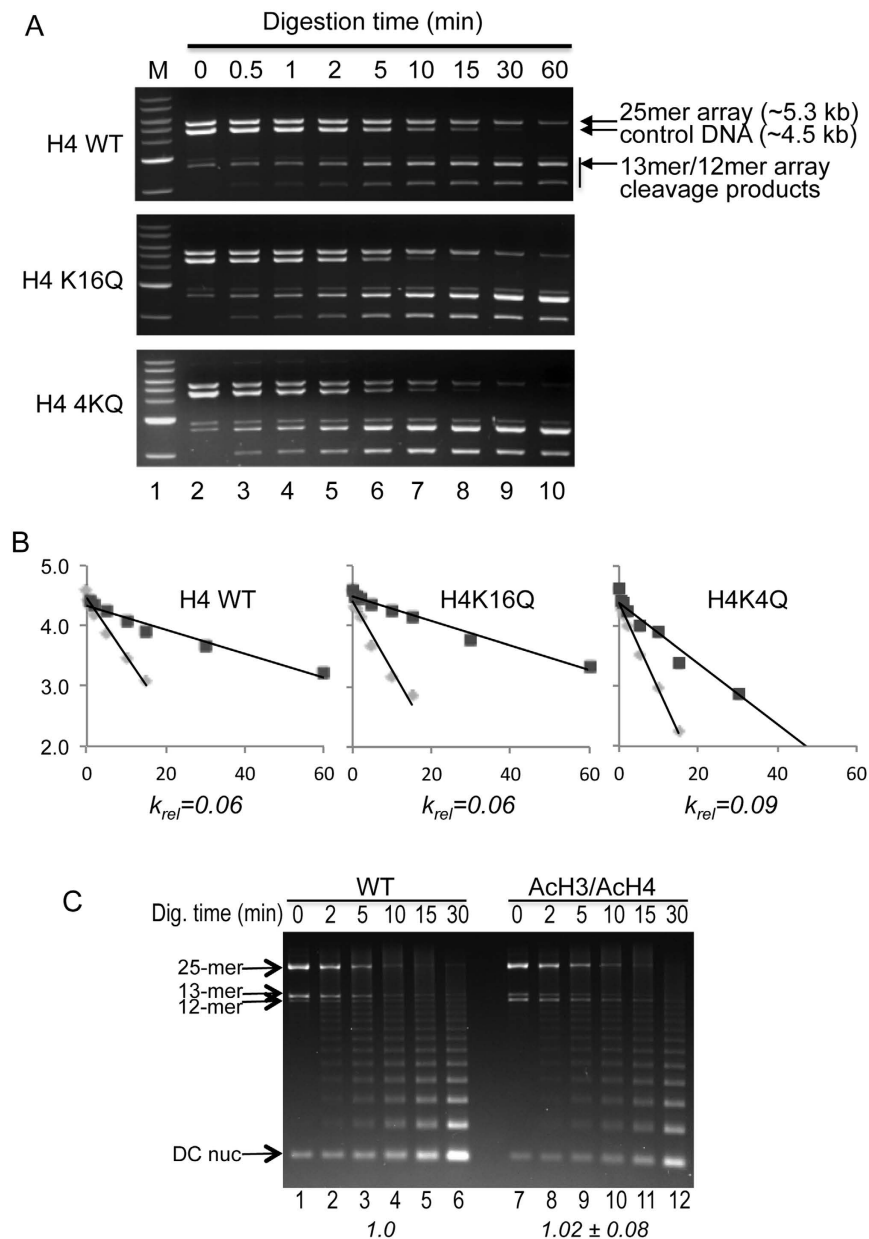 A
Digestion time (min)
M 0 0.5 1 2 5 10 15 30 60
H4 WT
25mer array (~5.3 kb)
control DNA (~4.5 kb)
13mer/12mer array
cleavage products
H4 K16Q
H4 4KQ
1 2 3 4 5 6 7 8 9 10
B
5.0
4.0
3.0
2.0
H4 WT
H4K16Q
H4K4Q
0 20 40 60
0 20 40 60
0 20 40 60
krel=0.06
krel=0.06
krel=0.09
C
WT
AcH3/AcH4
Dig. time (min) 0 2 5 10 15 30
0 2 5 10 15 30
25-mer
13-mer
12-mer
DC nuc
1 2 3 4 5 6
7 8 9 10 11 12
1.0
1.02 ± 0.08